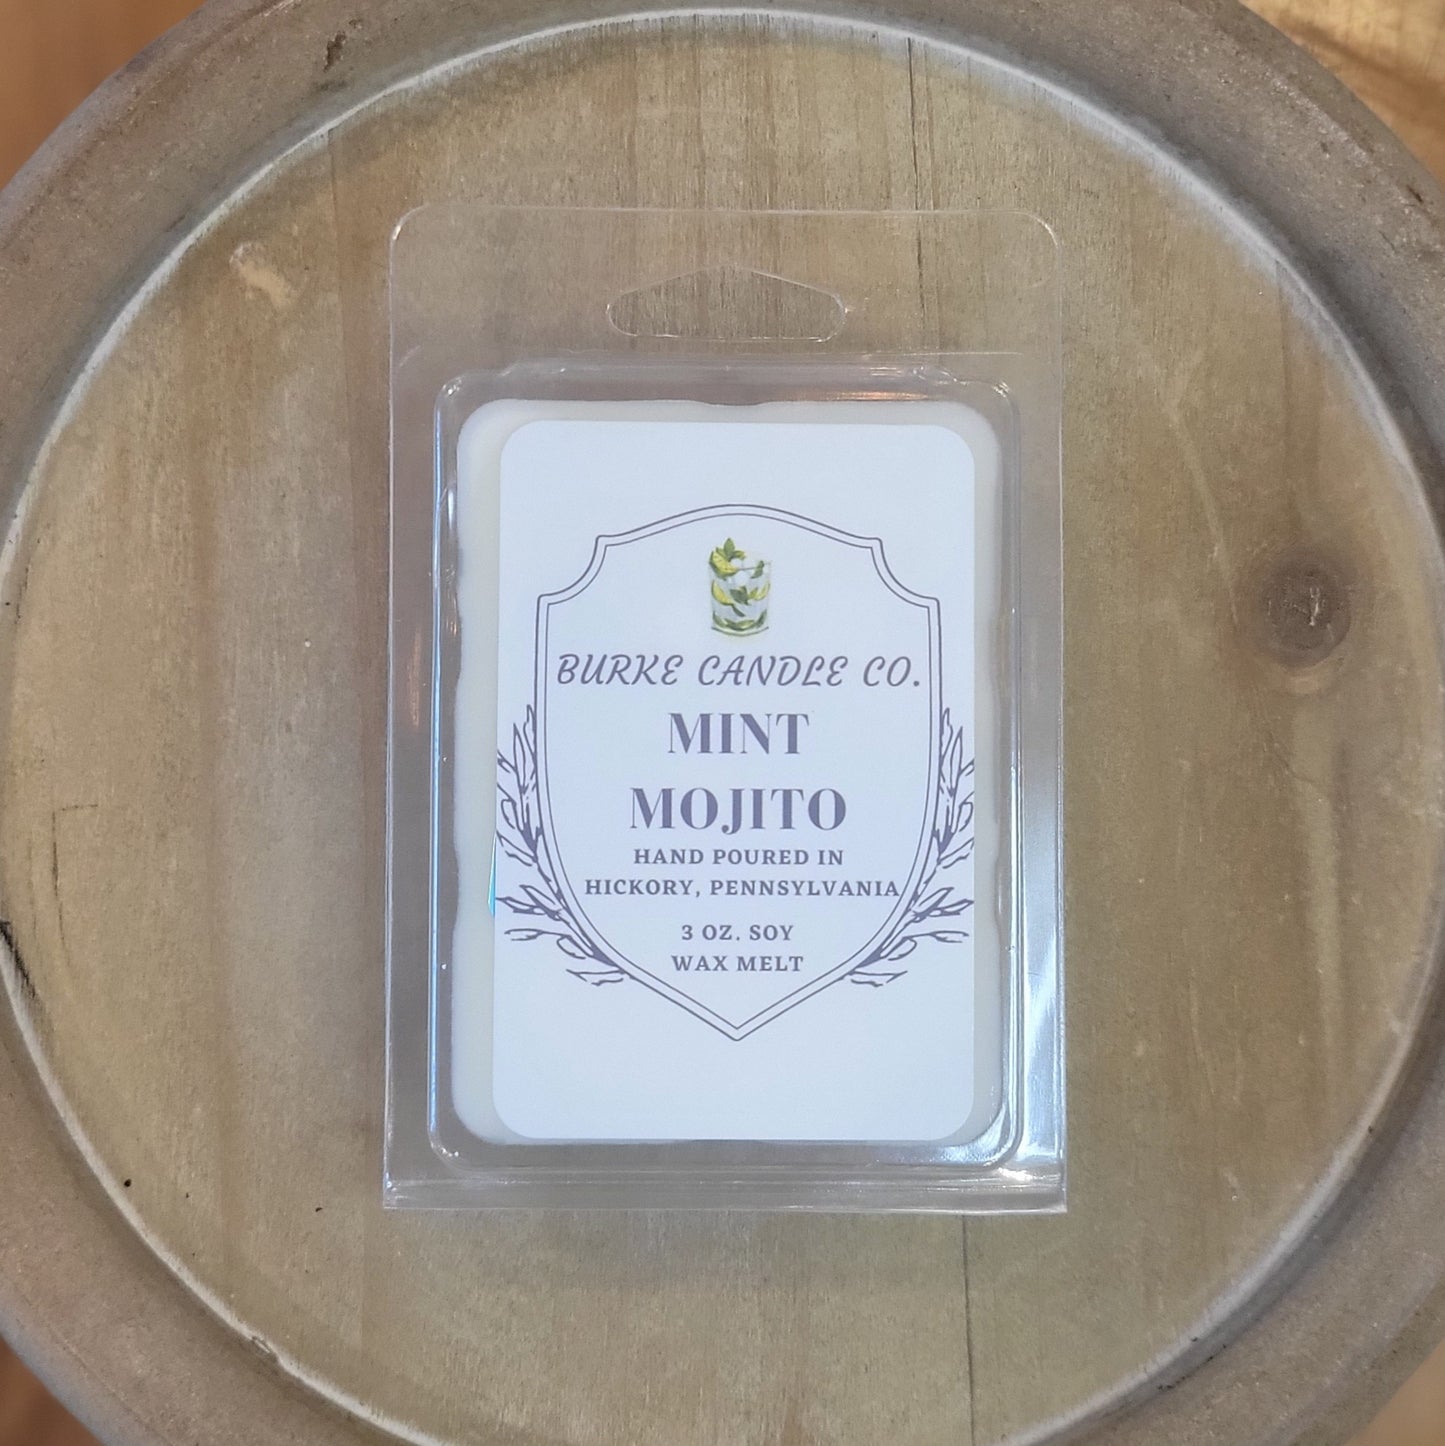 BURKE CANDLE CO.
MINT
MOJITO
HAND POURED IN
HICKORY, PENNSYLVANIA
3 OZ. SOY
WAX MELT